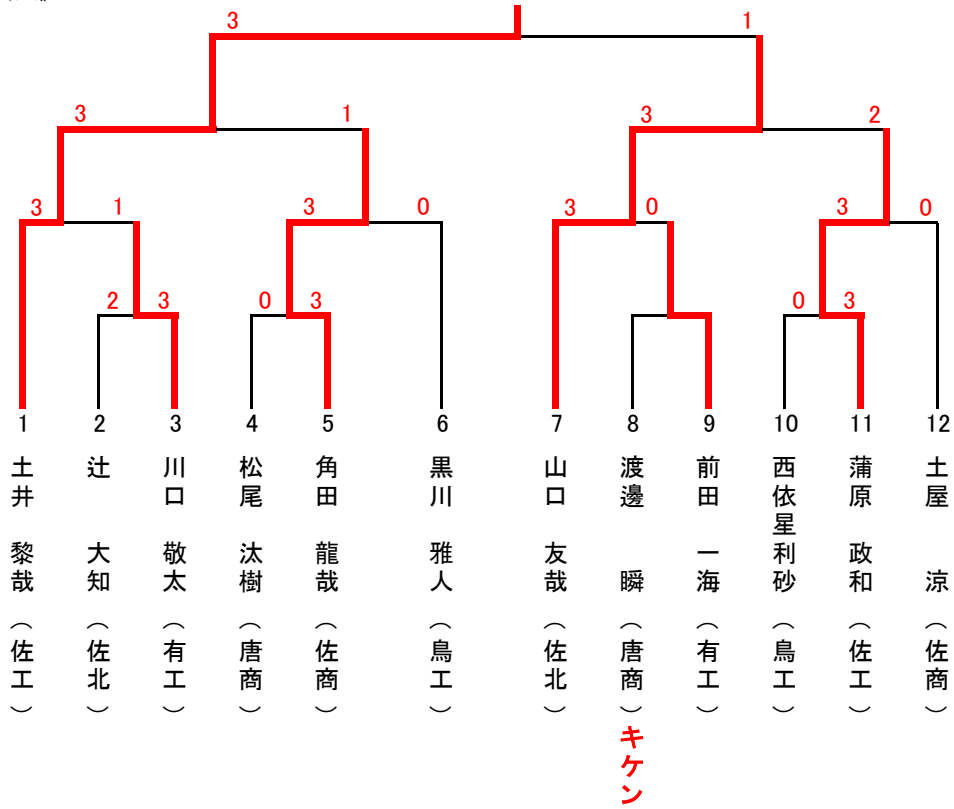 3 1
3 1 3 2
3 1 3 0 3 0 3 0
2 3 0 3 0 3
1 2 3 4 5 6 7 8 9 10 11 12
土井 黎哉（佐工）
辻 大知（佐北）
川口 敬太（有工）
松尾 汰樹（唐商）
角田 龍哉（佐商）
黒川 雅人（鳥工）
山口 友哉（佐北）
渡邊 瞬（唐商）キケン
前田 一海（有工）
西依星利砂（鳥工）
蒲原 政和（佐工）
土屋 涼（佐商）